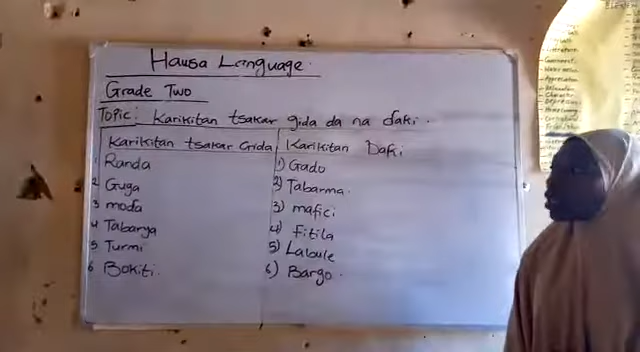 Hausa Language.
Grade Two
Topic: Karikitan tsakar gida da na ɗaki.
Karikitan tsakar Gida
1 Randa
2 Guga
3 moda
4 Tabarya
5 Turmi
6 Bokiti.
Karikitan Ɗaki
1) Gado
2) Tabarma.
3) mafici
4) fitila
5) Labule
6) Bargo.